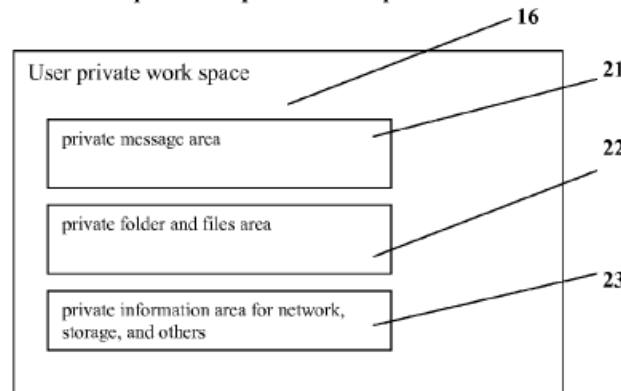 16
User private work space
21
private message area
22
private folder and files area
23
private information area for network,
storage, and others